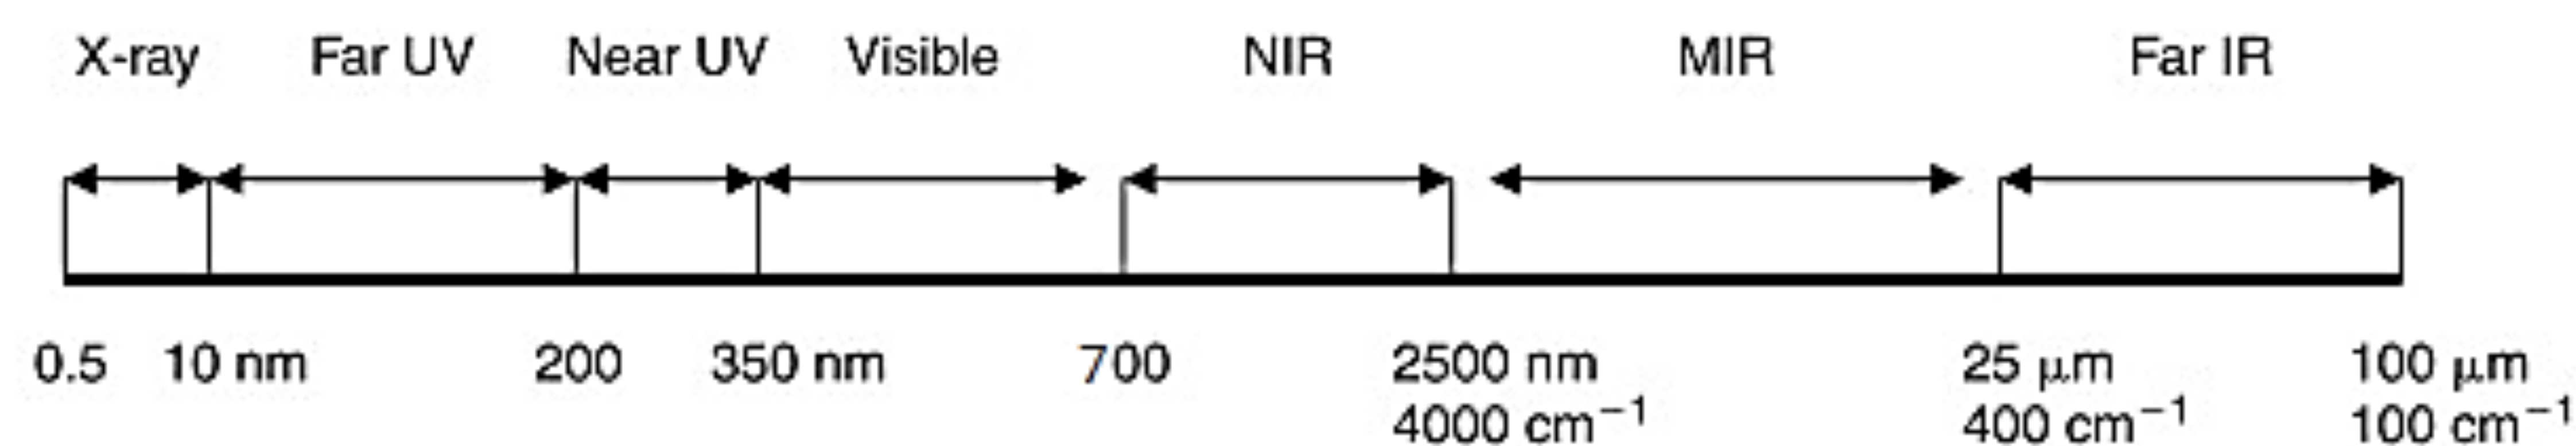 X-ray Far UV Near UV Visible NIR MIR Far IR
0.5 10 nm 200 350 nm 700 2500 nm 25 μm 100 μm
4000 cm⁻¹ 400 cm⁻¹ 100 cm⁻¹